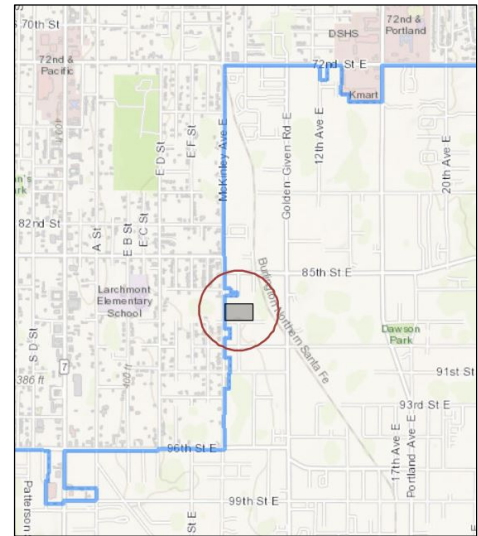 S 70th St
72nd &
Portland
DSHS
72nd &
Pacific
72nd St E
Kmart
E D St
E F St
McKinley Ave E
Golden Given Rd E
12th Ave E
20th Ave E
82nd St
A St
E B St
E C St
85th St E
Burlington Northern Santa Fe
Larchmont
Elementary
School
Dawson
Park
S D St
7
386 ft
400 ft
91st St
93rd St E
96th St E
17th Ave E
Portland Ave E
Patterson
St E
99th St E